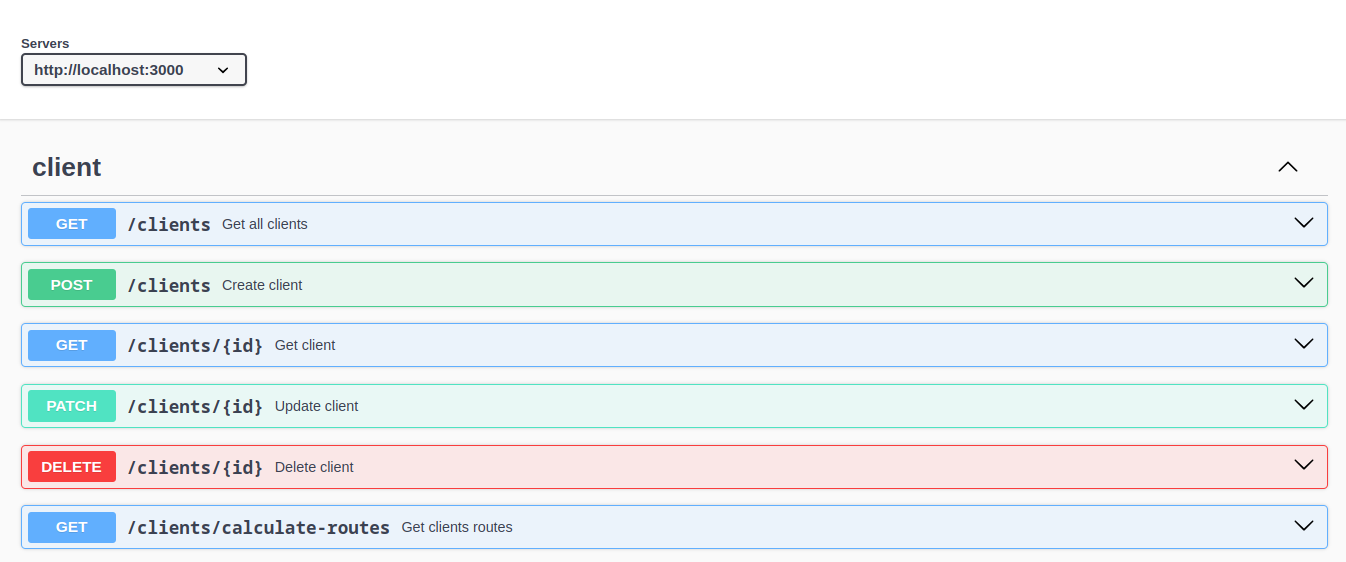 Servers
http://localhost:3000
client
GET /clients Get all clients
POST /clients Create client
GET /clients/{id} Get client
PATCH /clients/{id} Update client
DELETE /clients/{id} Delete client
GET /clients/calculate-routes Get clients routes